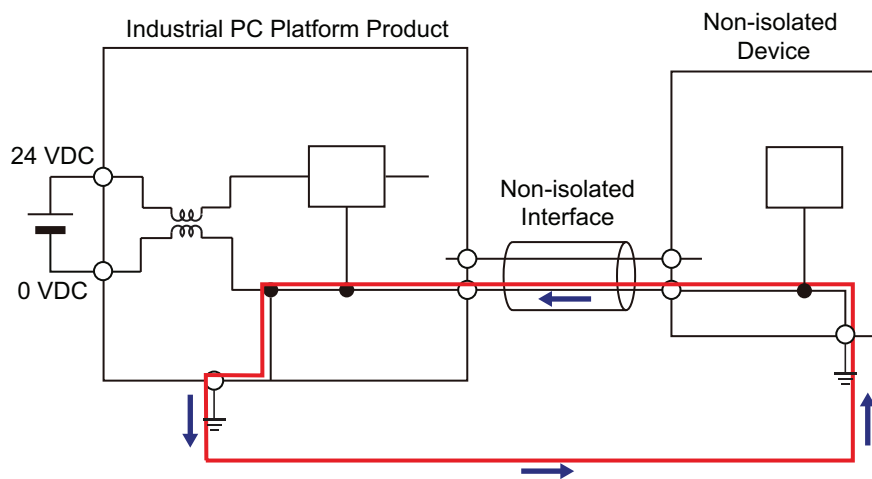 Industrial PC Platform Product
Non-isolated
Device
24 VDC
0 VDC
Non-isolated
Interface